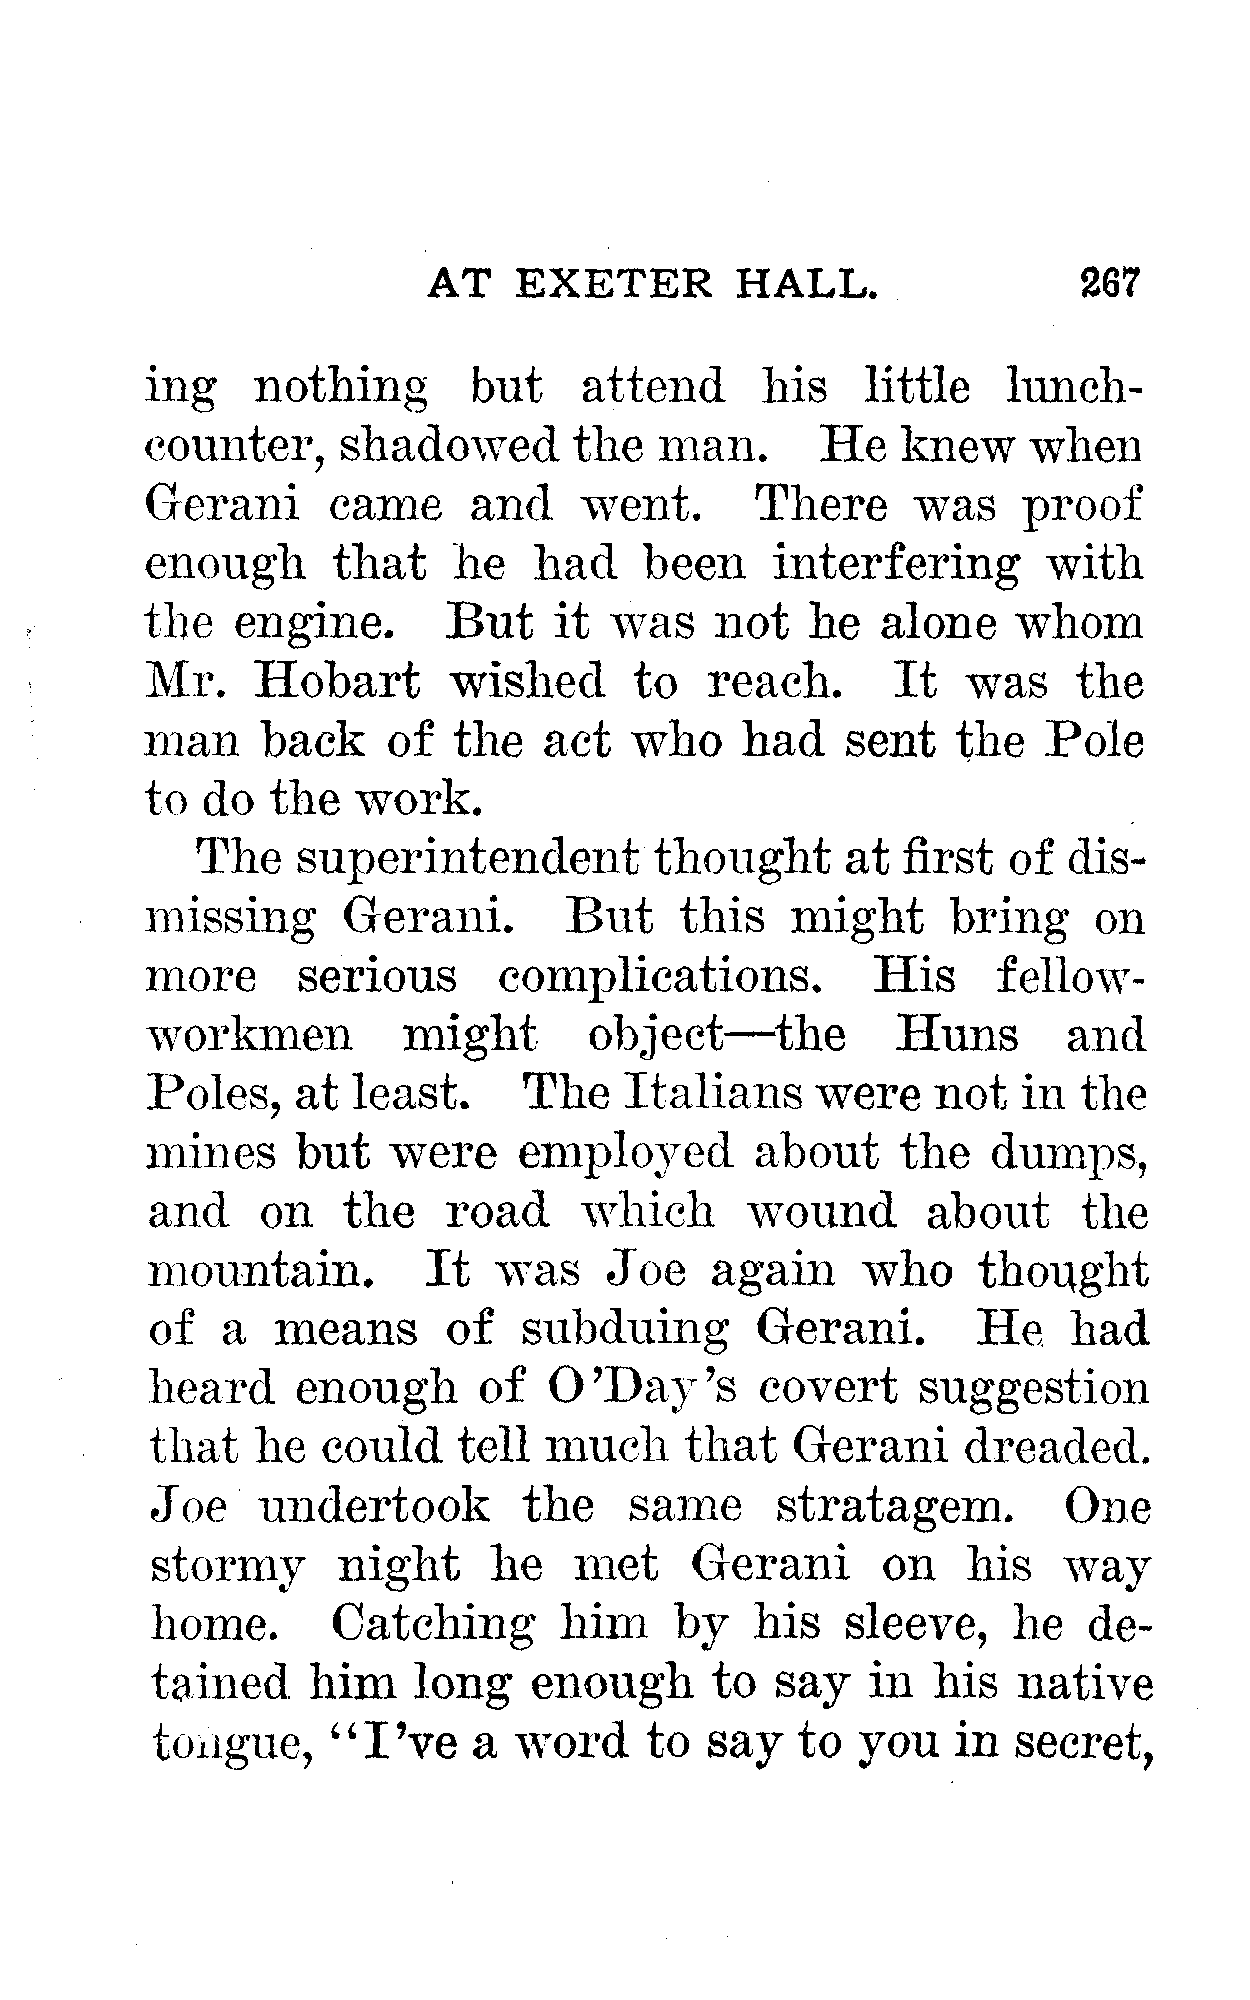 AT EXETER HALL. 267
ing nothing but attend his little lunch-
counter, shadowed the man. He knew when
Gerani came and went. There was proof
enough that he had been interfering with
the engine. But it was not he alone whom
Mr. Hobart wished to reach. It was the
man back of the act who had sent the Pole
to do the work.
The superintendent thought at first of dis-
missing Gerani. But this might bring on
more serious complications. His fellow-
workmen might object—the Huns and
Poles, at least. The Italians were not in the
mines but were employed about the dumps,
and on the road which wound about the
mountain. It was Joe again who thought
of a means of subduing Gerani. He had
heard enough of O'Day's covert suggestion
that he could tell much that Gerani dreaded.
Joe undertook the same stratagem. One
stormy night he met Gerani on his way
home. Catching him by his sleeve, he de-
tained him long enough to say in his native
tongue, "I've a word to say to you in secret,